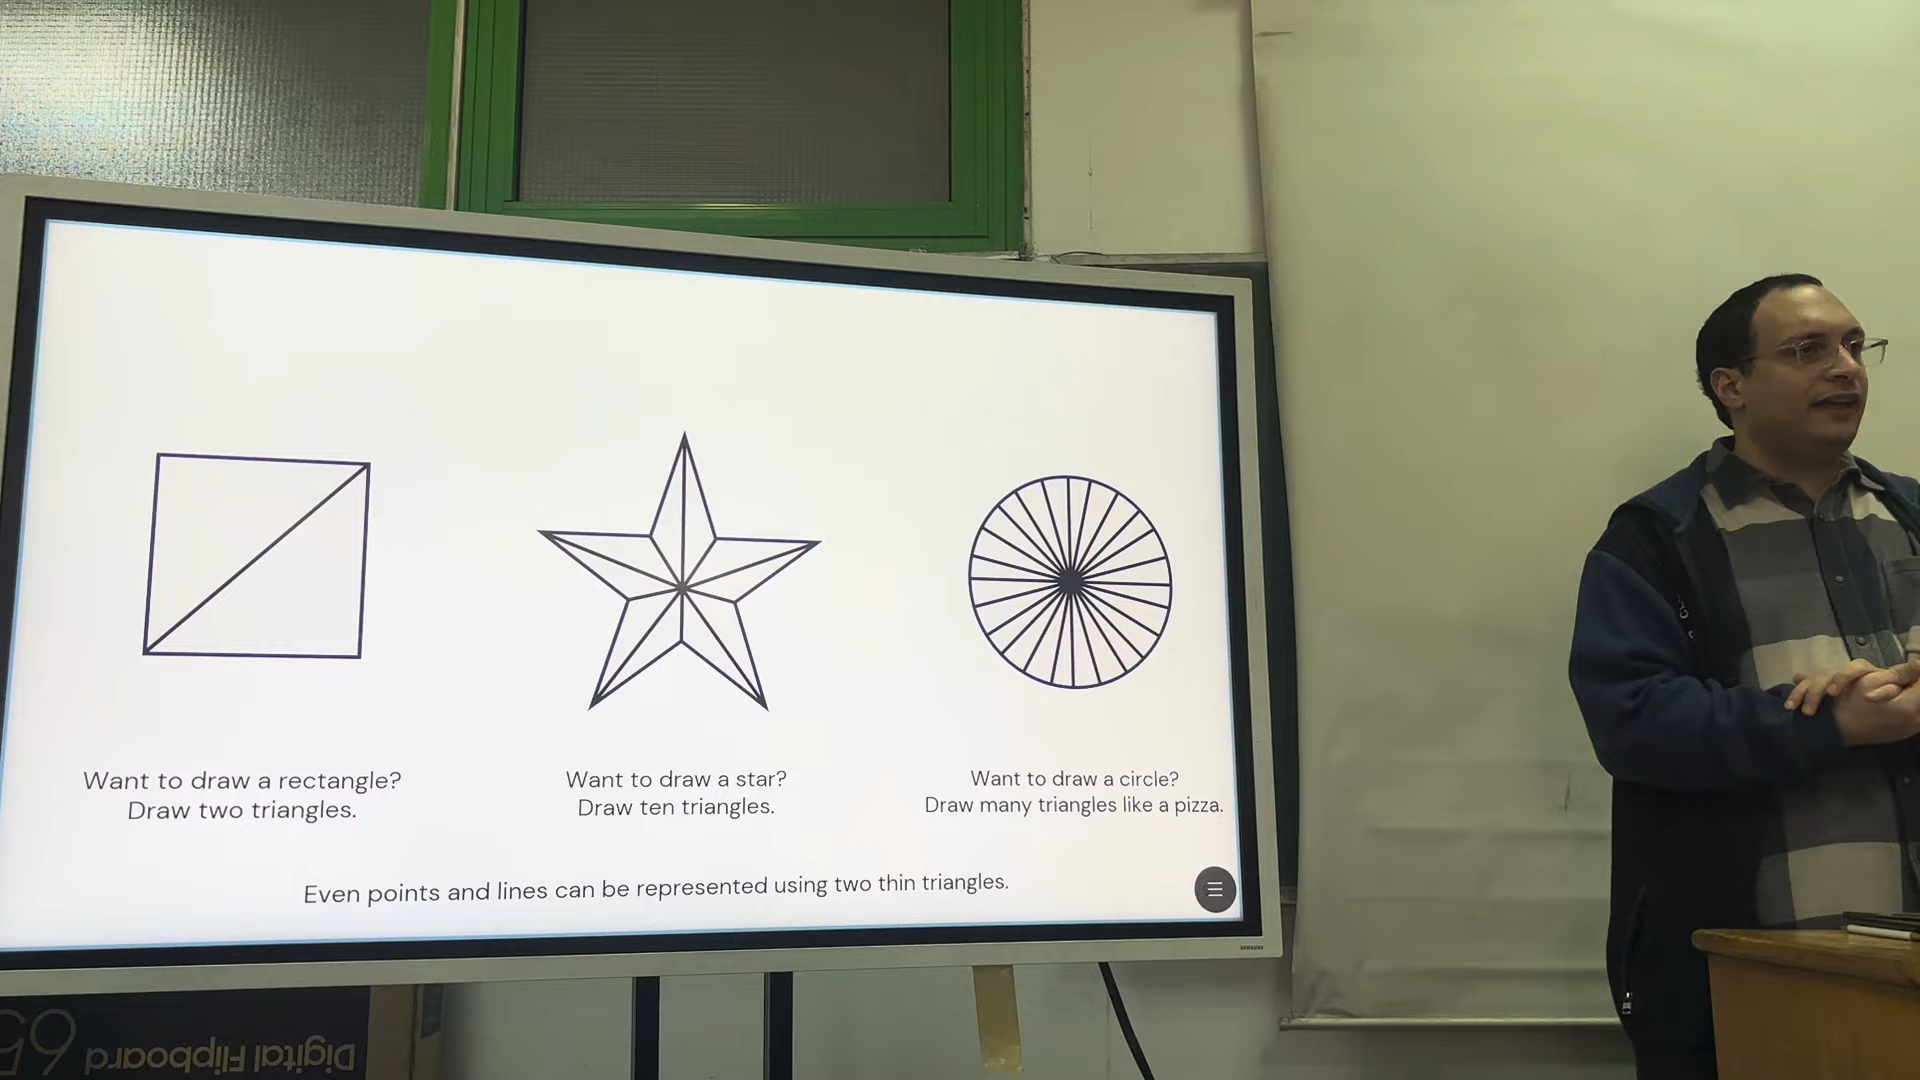 Want to draw a rectangle?
Draw two triangles.
Want to draw a star?
Draw ten triangles.
Want to draw a circle?
Draw many triangles like a pizza.
Even points and lines can be represented using two thin triangles.
SAMSUNG
Digital Flipboard
65